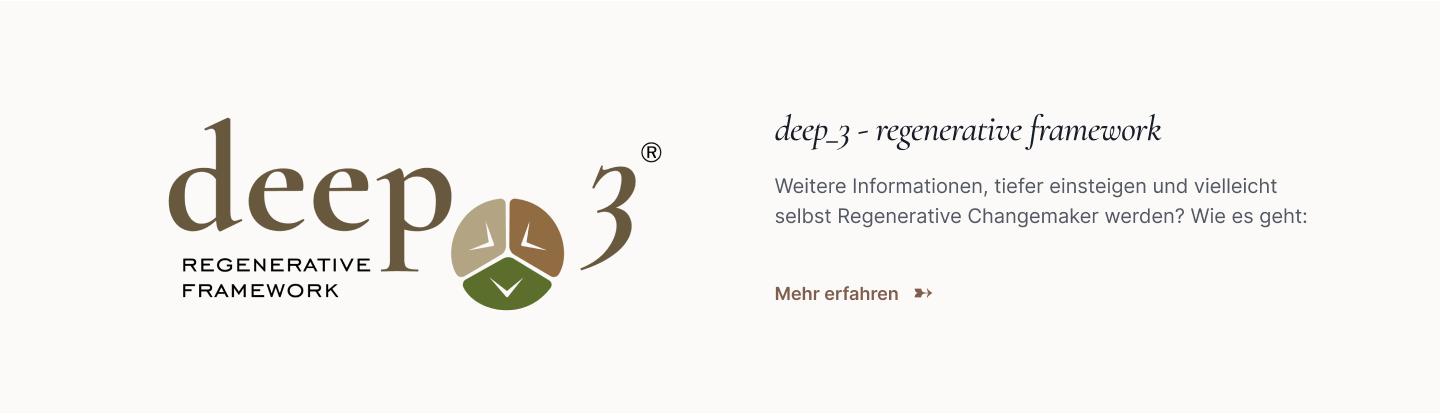 deep 3®
REGENERATIVE
FRAMEWORK
deep_3 - regenerative framework
Weitere Informationen, tiefer einsteigen und vielleicht
selbst Regenerative Changemaker werden? Wie es geht:
Mehr erfahren